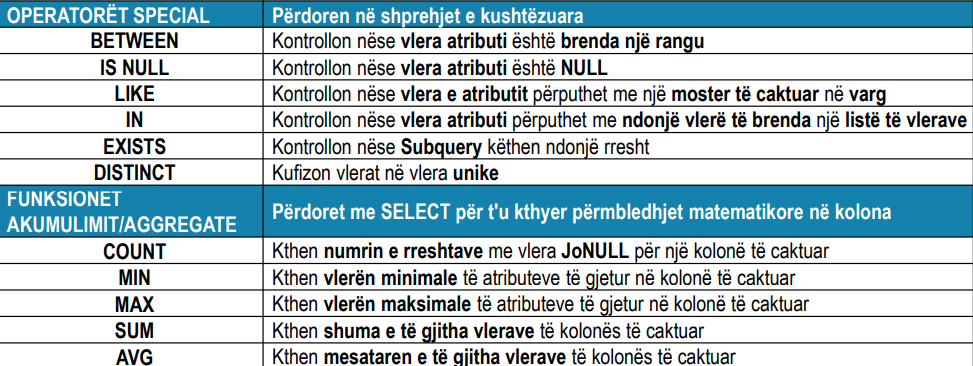 OPERATORËT SPECIAL Përdoren në shprehjet e kushtëzuara
BETWEEN Kontrollon nëse vlera atributi është brenda një rangu
IS NULL Kontrollon nëse vlera atributi është NULL
LIKE Kontrollon nëse vlera e atributit përputhet me një moster të caktuar në varg
IN Kontrollon nëse vlera atributi përputhet me ndonjë vlerë të brenda një listë të vlerave
EXISTS Kontrollon nëse Subquery këthen ndonjë rresht
DISTINCT Kufizon vlerat në vlera unike
FUNKSIONET
AKUMULIMIT/AGGREGATE Përdoret me SELECT për t'u kthyer përmbledhjet matematikore në kolona
COUNT Kthen numrin e rreshtave me vlera JoNULL për një kolonë të caktuar
MIN Kthen vlerën minimale të atributeve të gjetur në kolonë të caktuar
MAX Kthen vlerën maksimale të atributeve të gjetur në kolonë të caktuar
SUM Kthen shuma e të gjitha vlerave të kolonës të caktuar
AVG Kthen mesataren e të gjitha vlerave të kolonës të caktuar